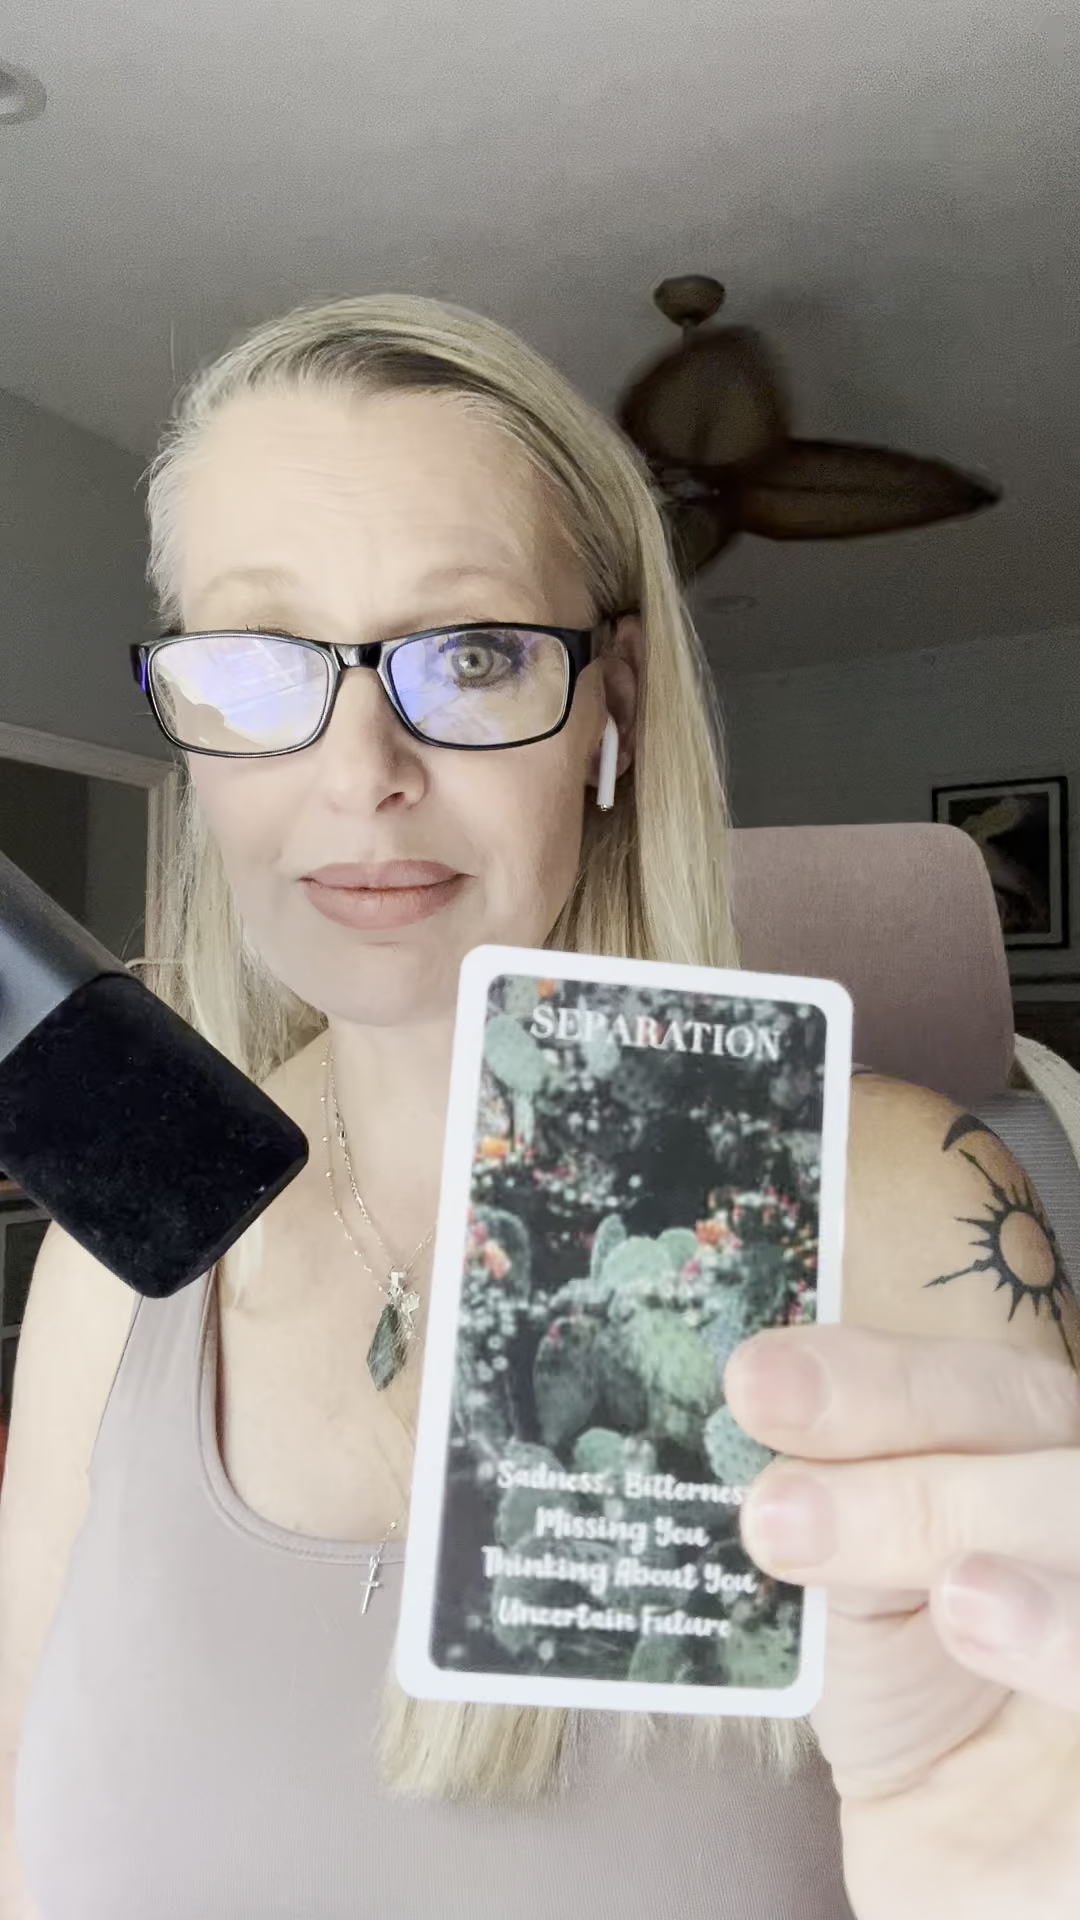 SEPARATION
Sadness, Bitterness
Missing You
Thinking About You
Uncertain Future